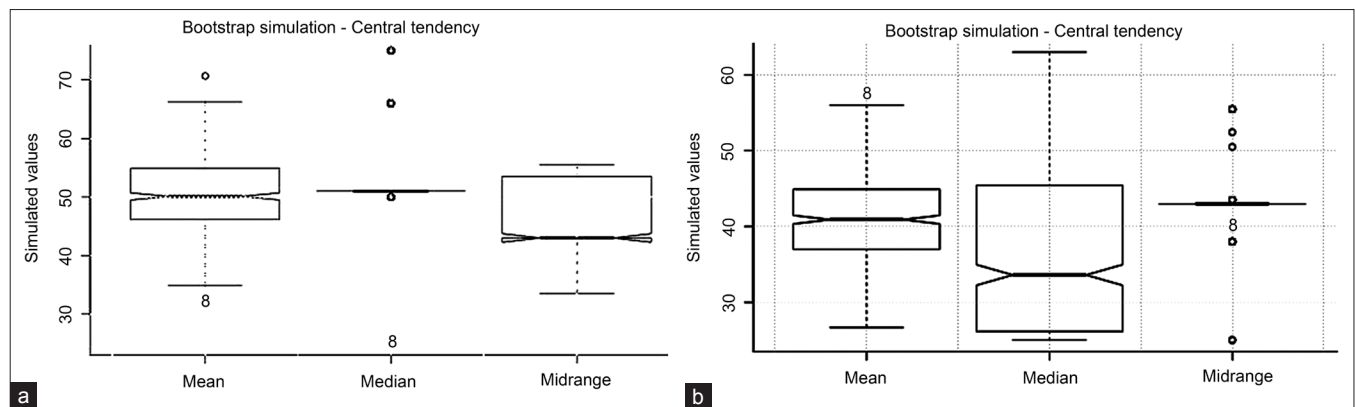 Bootstrap simulation - Central tendency
Simulated values
70
60
50
40
30
8
8
Mean
Median
Midrange
a
Bootstrap simulation - Central tendency
Simulated values
60
50
40
30
8
8
Mean
Median
Midrange
b